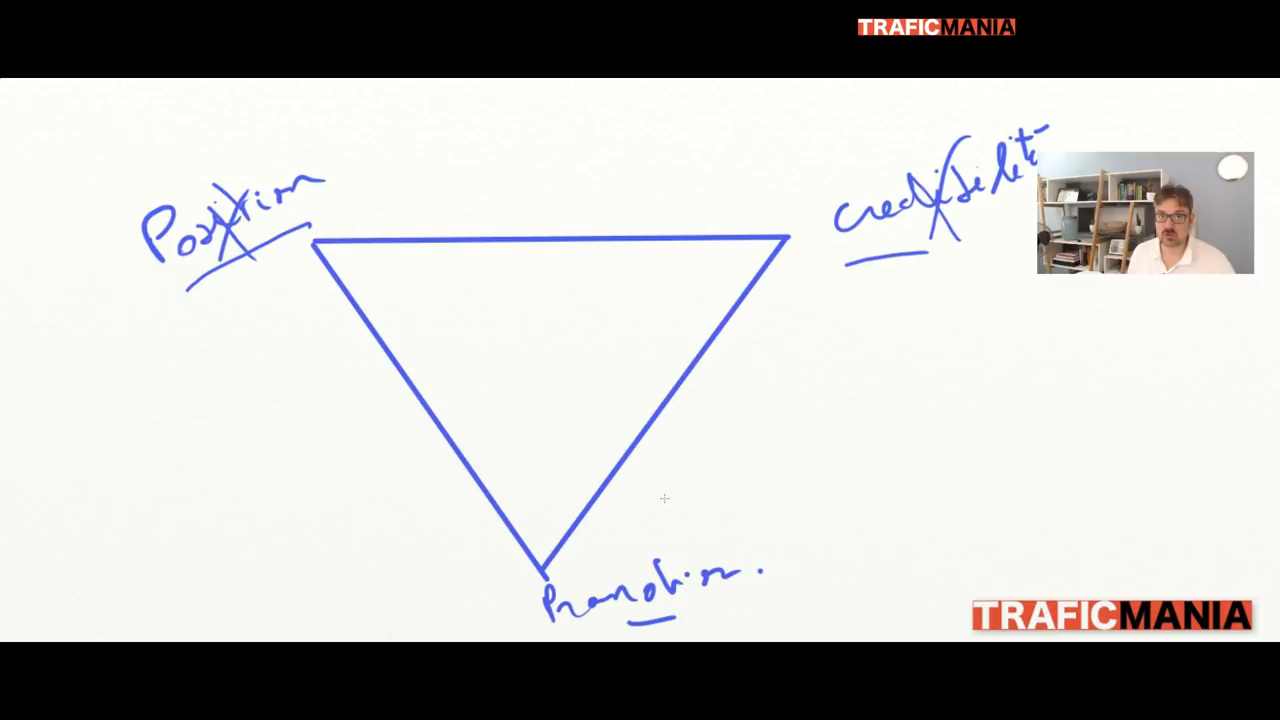 TRAFICMANIA
Position
credibilité
Promotion.
TRAFICMANIA